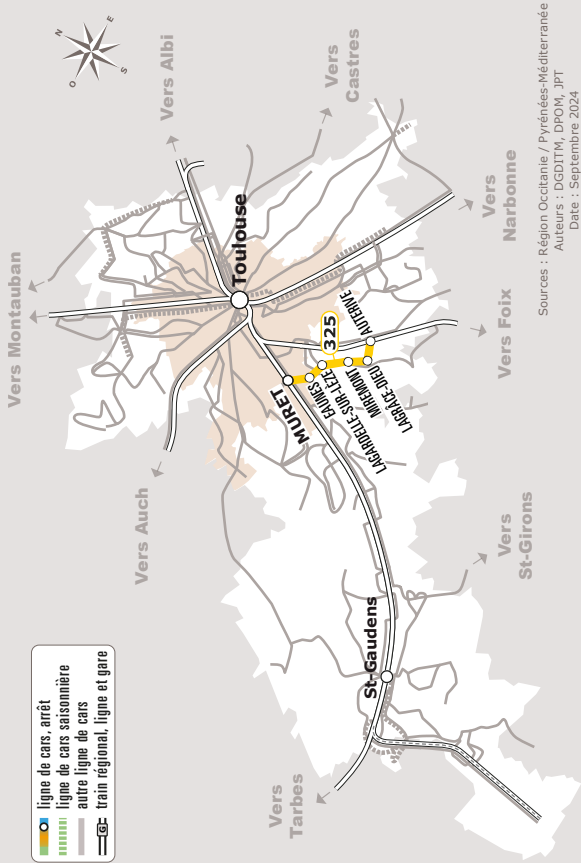 N
E
S
O
Vers Montauban
Vers Albi
Vers
Castres
Vers Auch
Toulouse
Vers
Narbonne
MURET
325
EAUNES
LAGARDELLE-SUR-LÈZE
MIREMONT
LAGRÂCE-DIEU
AUTERIVE
Vers Foix
Vers
St-Girons
St-Gaudens
Vers
Tarbes
ligne de cars, arrêt
ligne de cars saisonnière
autre ligne de cars
G train régional, ligne et gare
Sources : Région Occitanie / Pyrénées-Méditerranée
Auteurs : DGDITM, DPOM, JPT
Date : Septembre 2024